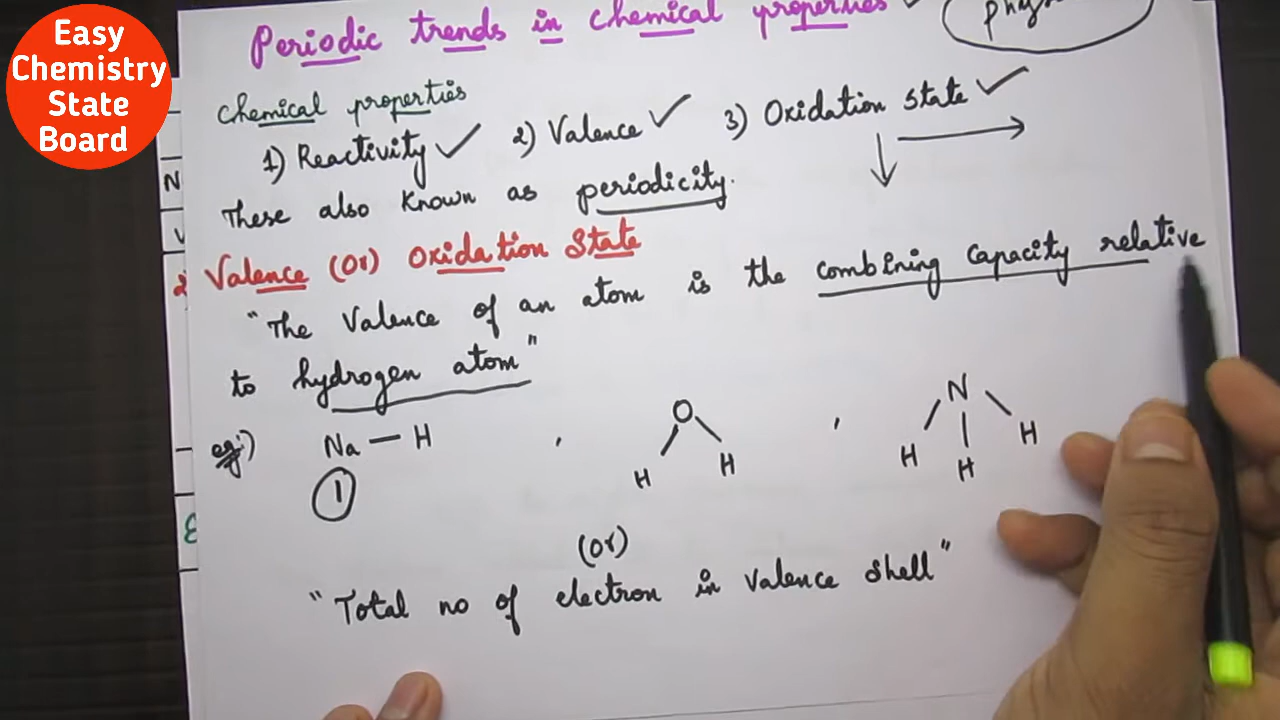 Easy
Chemistry
State
Board
Periodic trends in chemical properties
Chemical properties
1) Reactivity ✓ 2) Valence ✓ 3) Oxidation state ✓
These also known as periodicity.
Valence (Or) Oxidation State
"The Valence of an atom is the combining capacity relative
to hydrogen atom"
eg:) Na — H , O , N
H H H H H
1
(or)
"Total no of electron in valence shell"